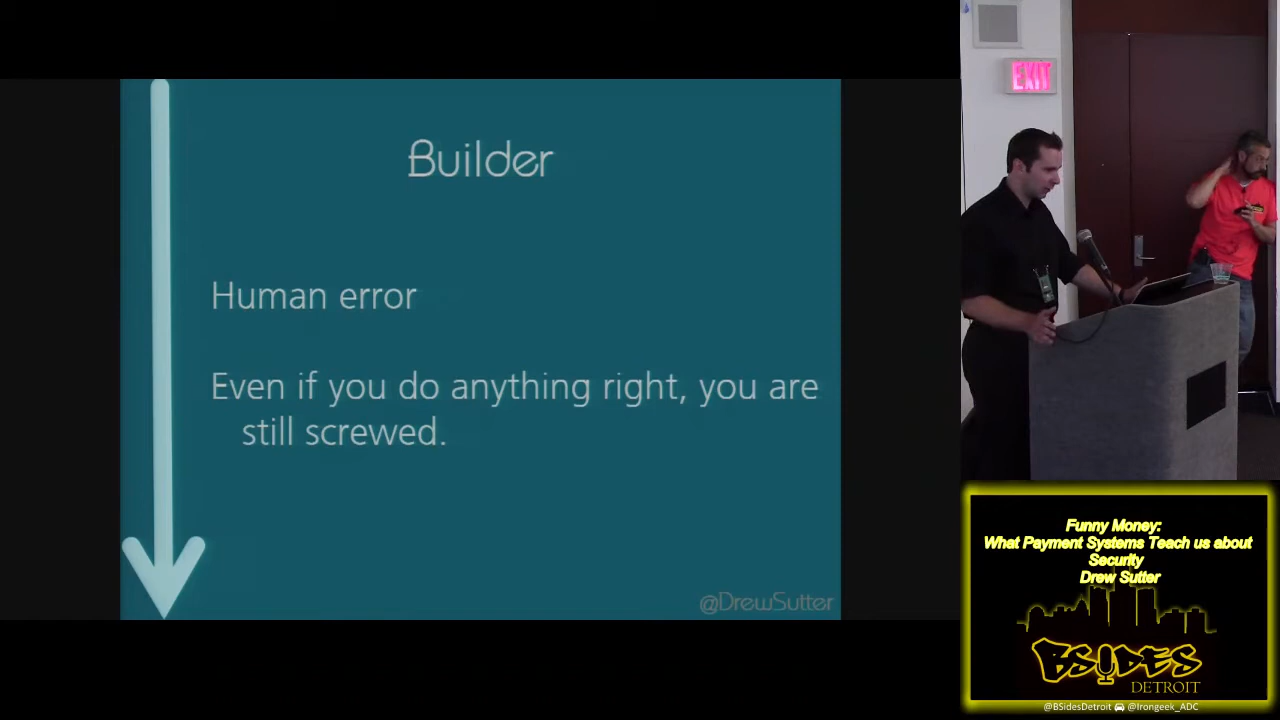 Builder
Human error
Even if you do anything right, you are
still screwed.
@DrewSutter
EXIT
Funny Money:
What Payment Systems Teach us about
Security
Drew Sutter
BSIDES
DETROIT
@BSidesDetroit @Irongeek_ADC